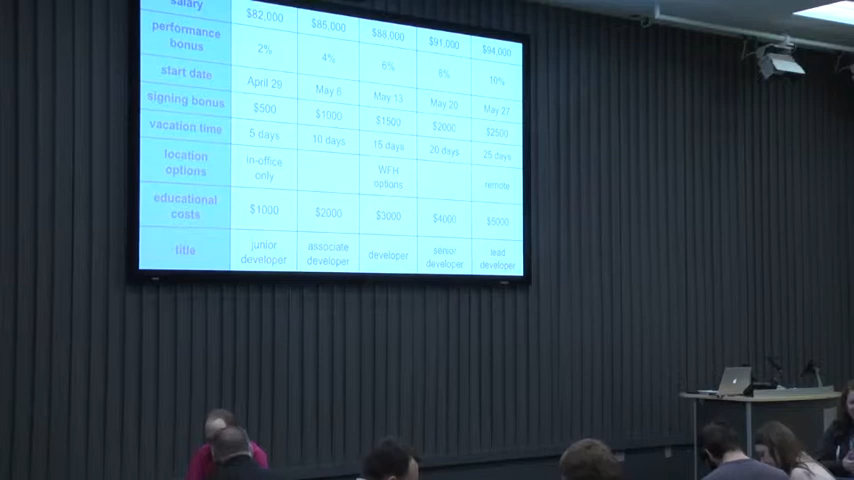 salary $82,000 $85,000 $88,000 $91,000 $94,000
performance
bonus 2% 4% 6% 8% 10%
start date April 29 May 6 May 13 May 20 May 27
signing bonus $500 $1000 $1500 $2000 $2500
vacation time 5 days 10 days 15 days 20 days 25 days
location
options in-office
only WFH
options remote
educational
costs $1000 $2000 $3000 $4000 $5000
title junior
developer associate
developer developer senior
developer lead
developer